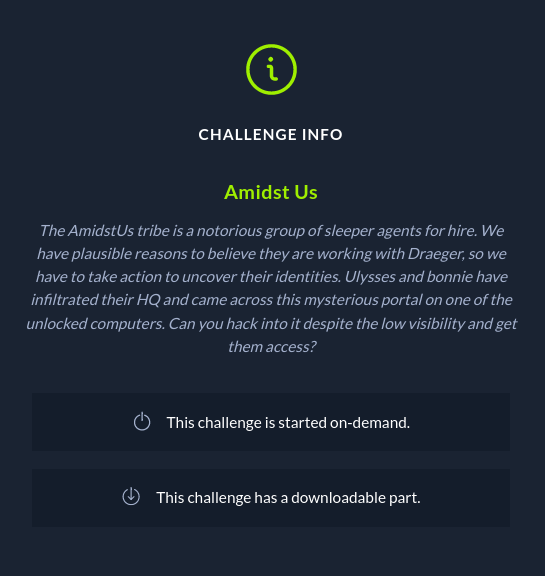 CHALLENGE INFO
Amidst Us
The AmidstUs tribe is a notorious group of sleeper agents for hire. We
have plausible reasons to believe they are working with Draeger, so we
have to take action to uncover their identities. Ulysses and bonnie have
infiltrated their HQ and came across this mysterious portal on one of the
unlocked computers. Can you hack into it despite the low visibility and get
them access?
This challenge is started on-demand.
This challenge has a downloadable part.